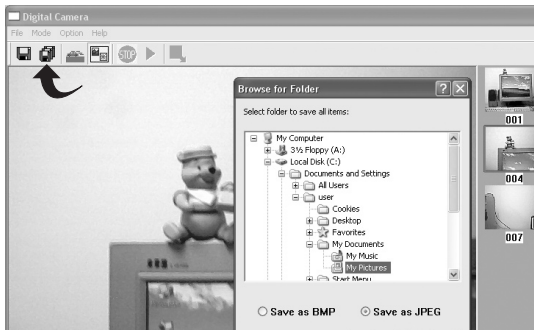 Digital Camera
File Mode Option Help
STOP
Browse for Folder
Select folder to save all items:
My Computer
3½ Floppy (A:)
Local Disk (C:)
Documents and Settings
All Users
user
Cookies
Desktop
Favorites
My Documents
My Music
My Pictures
Start Menu
Save as BMP
Save as JPEG
001
004
007